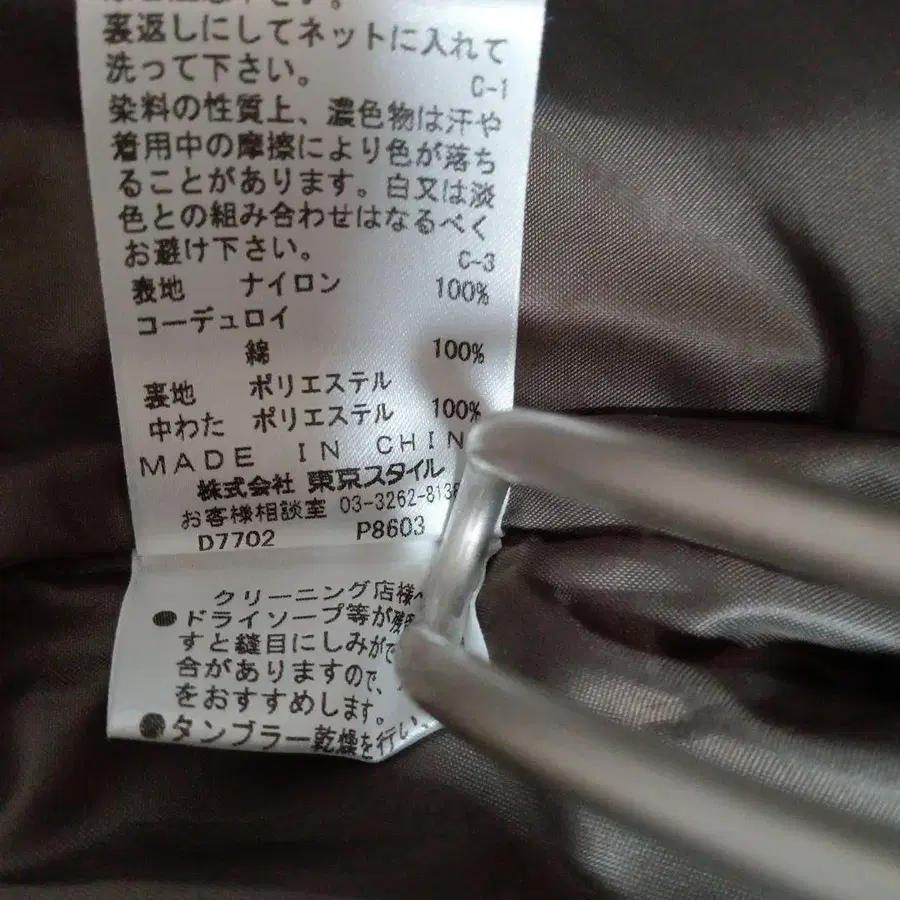 裏返しにしてネットに入れて
洗って下さい。
C-1
染料の性質上、濃色物は汗や
着用中の摩擦により色が落ち
ることがあります。白又は淡
色との組み合わせはなるべく
お避け下さい。
C-3
表地 ナイロン 100%
コーデュロイ
綿 100%
裏地 ポリエステル
中わた ポリエステル 100%
MADE IN CHIN
株式会社 東京スタイル
お客様相談室 03-3262-813
D7702 P8603
クリーニング店様へ
●ドライソープ等が残留
すと縫目にしみがで
合がありますので、
をおすすめします。
●タンブラー乾燥を行い、